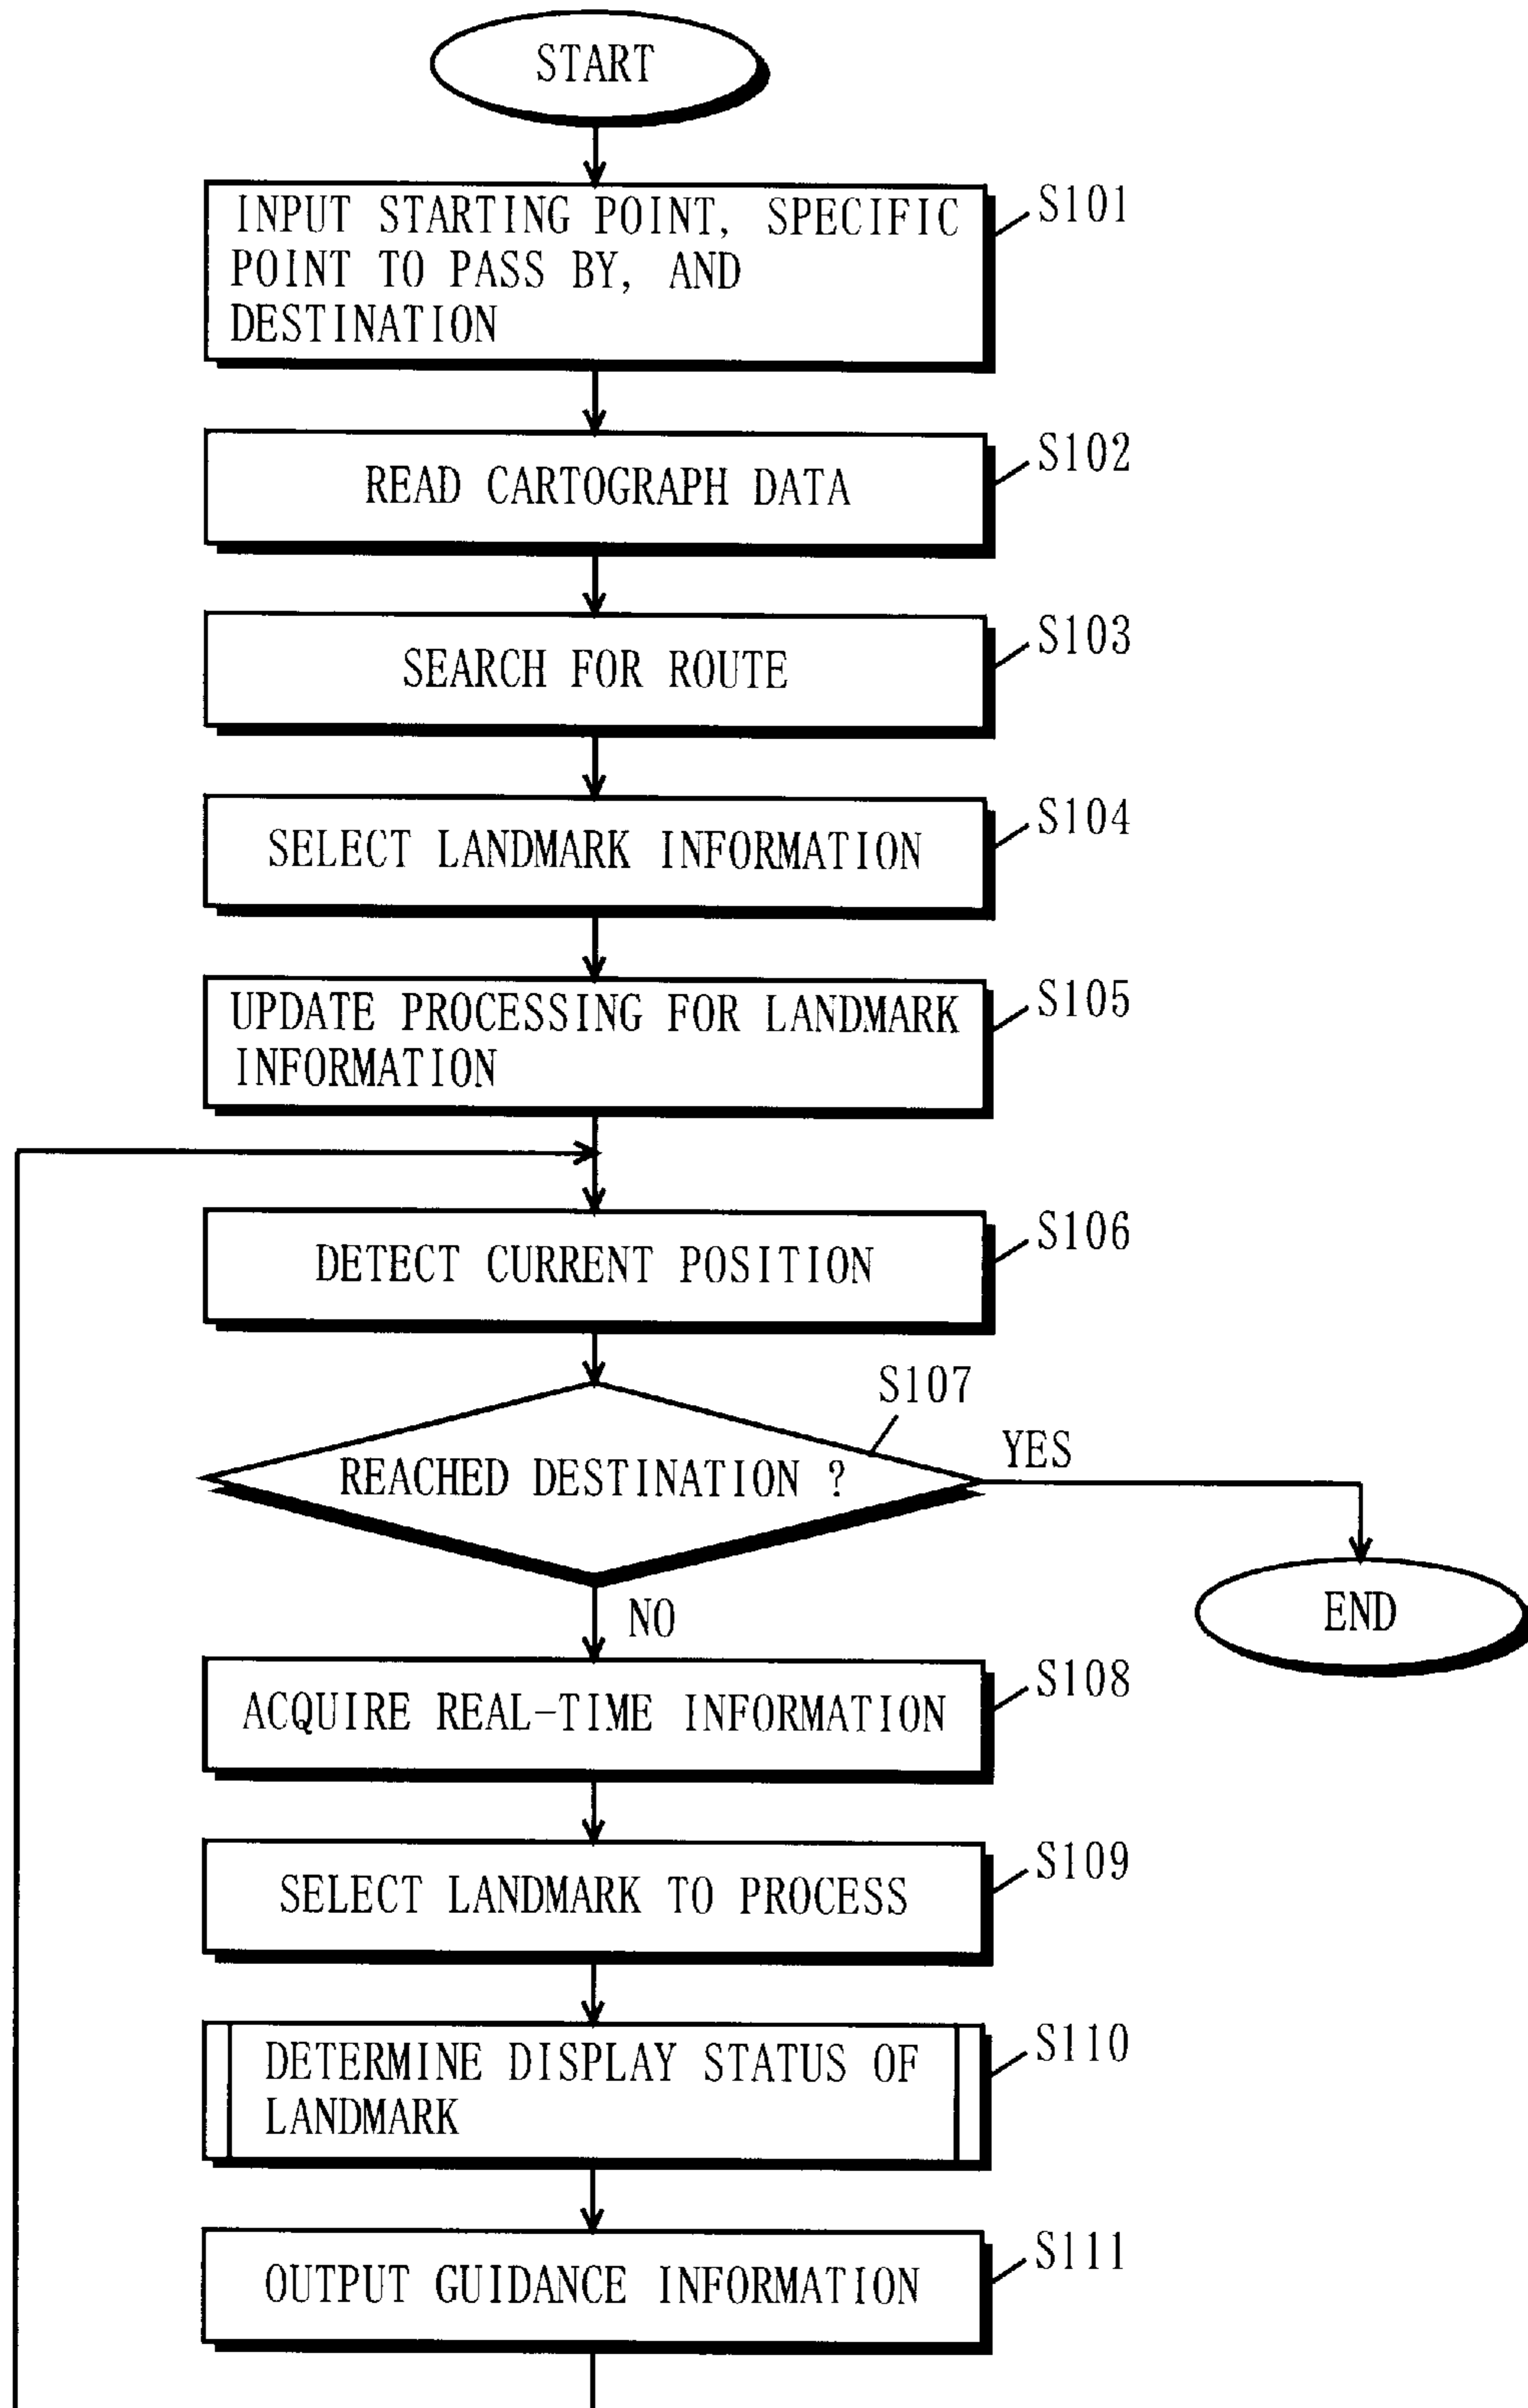 START
INPUT STARTING POINT, SPECIFIC
POINT TO PASS BY, AND
DESTINATION
S101
READ CARTOGRAPH DATA
S102
SEARCH FOR ROUTE
S103
SELECT LANDMARK INFORMATION
S104
UPDATE PROCESSING FOR LANDMARK
INFORMATION
S105
DETECT CURRENT POSITION
S106
REACHED DESTINATION ?
S107
YES
END
NO
ACQUIRE REAL-TIME INFORMATION
S108
SELECT LANDMARK TO PROCESS
S109
DETERMINE DISPLAY STATUS OF
LANDMARK
S110
OUTPUT GUIDANCE INFORMATION
S111